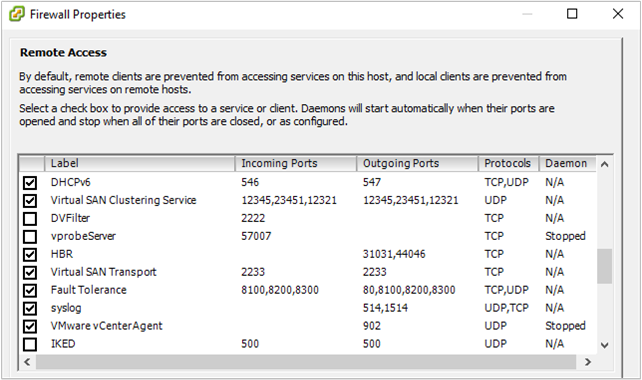 Firewall Properties
Remote Access
By default, remote clients are prevented from accessing services on this host, and local clients are prevented from
accessing services on remote hosts.
Select a check box to provide access to a service or client. Daemons will start automatically when their ports are
opened and stop when all of their ports are closed, or as configured.
Label Incoming Ports Outgoing Ports Protocols Daemon
DHCPv6 546 547 TCP,UDP N/A
Virtual SAN Clustering Service 12345,23451,12321 12345,23451,12321 UDP N/A
DVFilter 2222 TCP N/A
vprobeServer 57007 TCP Stopped
HBR 31031,44046 TCP N/A
Virtual SAN Transport 2233 2233 TCP N/A
Fault Tolerance 8100,8200,8300 80,8100,8200,8300 TCP,UDP N/A
syslog 514,1514 UDP,TCP N/A
VMware vCenterAgent 902 UDP Stopped
IKED 500 500 UDP N/A